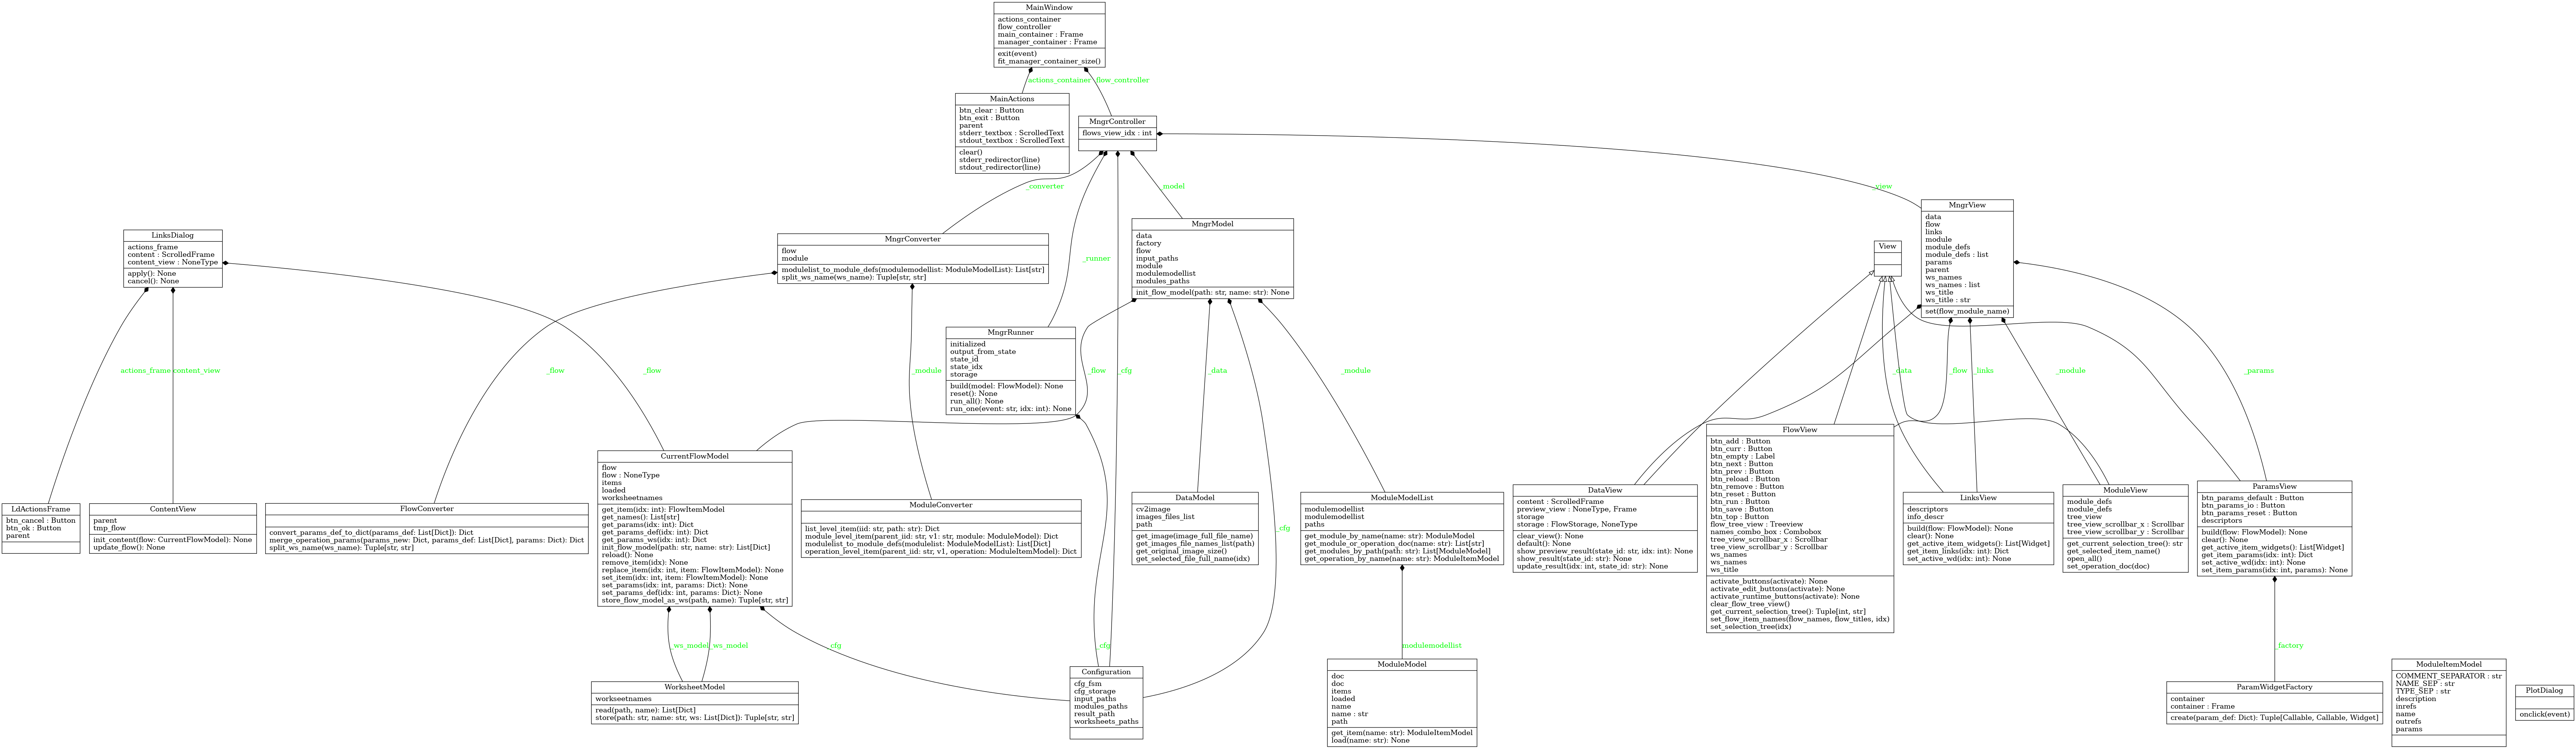 MainWindow
actions_container
flow_controller
main_container : Frame
manager_container : Frame
exit(event)
fit_manager_container_size()
actions_container
flow_controller
MainActions
btn_clear : Button
btn_exit : Button
parent
stderr_textbox : ScrolledText
stdout_textbox : ScrolledText
clear()
stderr_redirector(line)
stdout_redirector(line)
MngrController
flows_view_idx : int
_converter
model
_view
_runner
_cfg
LinksDialog
actions_frame
content : ScrolledFrame
content_view : NoneType
apply(): None
cancel(): None
MngrConverter
flow
module
modulelist_to_module_defs(modulemodellist: ModuleModelList): List[str]
split_ws_name(ws_name): Tuple[str, str]
MngrModel
data
factory
flow
input_paths
module
modulemodellist
modules_paths
init_flow_model(path: str, name: str): None
View
MngrView
data
flow
links
module
module_defs
module_defs : list
params
parent
ws_names
ws_names : list
ws_title
ws_title : str
set(flow_module_name)
MngrRunner
initialized
output_from_state
state_id
state_idx
storage
build(model: FlowModel): None
reset(): None
run_all(): None
run_one(event: str, idx: int): None
actions_frame
content_view
_flow
_flow
_module
_flow
_cfg
_data
_module
_data
_flow
_links
_module
_params
LdActionsFrame
btn_cancel : Button
btn_ok : Button
parent
ContentView
parent
tmp_flow
init_content(flow: CurrentFlowModel): None
update_flow(): None
FlowConverter
convert_params_def_to_dict(params_def: List[Dict]): Dict
merge_operation_params(params_new: Dict, params_def: List[Dict], params: Dict): Dict
split_ws_name(ws_name): Tuple[str, str]
CurrentFlowModel
flow
flow : NoneType
items
loaded
worksheetnames
get_item(idx: int): FlowItemModel
get_names(): List[str]
get_params(idx: int): Dict
get_params_def(idx: int): Dict
get_params_ws(idx: int): Dict
init_flow_model(path: str, name: str): List[Dict]
reload(): None
remove_item(idx): None
replace_item(idx: int, item: FlowItemModel): None
set_item(idx: int, item: FlowItemModel): None
set_params(idx: int, params: Dict): None
set_params_def(idx: int, params: Dict): None
store_flow_model_as_ws(path, name): Tuple[str, str]
ModuleConverter
list_level_item(iid: str, path: str): Dict
module_level_item(parent_iid: str, v1: str, module: ModuleModel): Dict
modulelist_to_module_defs(modulelist: ModuleModelList): List[Dict]
operation_level_item(parent_iid: str, v1, operation: ModuleItemModel): Dict
DataModel
cv2image
images_files_list
path
get_image(image_full_file_name)
get_images_file_names_list(path)
get_original_image_size()
get_selected_file_full_name(idx)
ModuleModelList
modulemodellist
modulemodellist
paths
get_module_by_name(name: str): ModuleModel
get_module_or_operation_doc(name: str): List[str]
get_modules_by_path(path: str): List[ModuleModel]
get_operation_by_name(name: str): ModuleItemModel
DataView
content : ScrolledFrame
preview_view : NoneType, Frame
storage
storage : FlowStorage, NoneType
clear_view(): None
default(): None
show_preview_result(state_id: str, idx: int): None
show_result(state_id: str): None
update_result(idx: int, state_id: str): None
FlowView
btn_add : Button
btn_curr : Button
btn_empty : Label
btn_next : Button
btn_prev : Button
btn_reload : Button
btn_remove : Button
btn_reset : Button
btn_run : Button
btn_save : Button
btn_top : Button
flow_tree_view : Treeview
names_combo_box : Combobox
tree_view_scrollbar_x : Scrollbar
tree_view_scrollbar_y : Scrollbar
ws_names
ws_names
ws_title
activate_buttons(activate): None
activate_edit_buttons(activate): None
activate_runtime_buttons(activate): None
clear_flow_tree_view()
get_current_selection_tree(): Tuple[int, str]
set_flow_item_names(flow_names, flow_titles, idx)
set_selection_tree(idx)
LinksView
descriptors
info_descr
build(flow: FlowModel): None
clear(): None
get_active_item_widgets(): List[Widget]
get_item_links(idx: int): Dict
set_active_wd(idx: int): None
ModuleView
module_defs
module_defs
tree_view
tree_view_scrollbar_x : Scrollbar
tree_view_scrollbar_y : Scrollbar
get_current_selection_tree(): str
get_selected_item_name()
open_all()
set_operation_doc(doc)
ParamsView
btn_params_default : Button
btn_params_io : Button
btn_params_reset : Button
descriptors
build(flow: FlowModel): None
clear(): None
get_active_item_widgets(): List[Widget]
get_item_params(idx: int): Dict
set_active_wd(idx: int): None
set_item_params(idx: int, params): None
_cfg
_ws_model
_ws_model
_cfg
_cfg
modulemodellist
_factory
WorksheetModel
workseetnames
read(path, name): List[Dict]
store(path: str, name: str, ws: List[Dict]): Tuple[str, str]
Configuration
cfg_fsm
cfg_storage
input_paths
modules_paths
result_path
worksheets_paths
ModuleModel
doc
doc
items
loaded
name
name : str
path
get_item(name: str): ModuleItemModel
load(name: str): None
ParamWidgetFactory
container
container : Frame
create(param_def: Dict): Tuple[Callable, Callable, Widget]
ModuleItemModel
COMMENT_SEPARATOR : str
NAME_SEP : str
TYPE_SEP : str
description
inrefs
name
outrefs
params
PlotDialog
onclick(event)